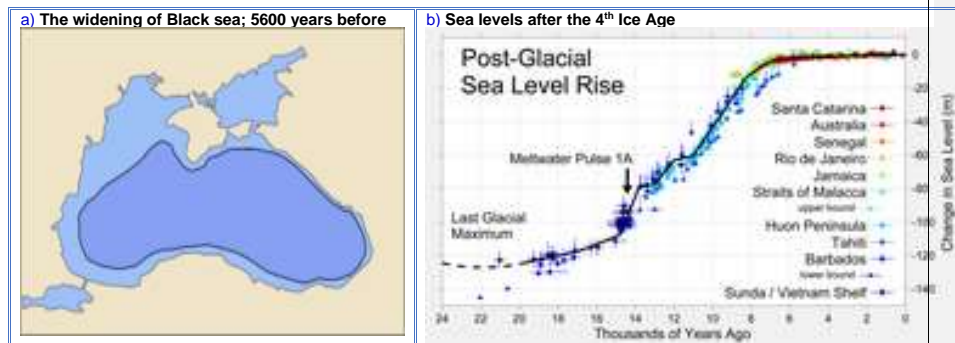 a) The widening of Black sea; 5600 years before
b) Sea levels after the 4th Ice Age
Post-Glacial
Sea Level Rise
Meltwater Pulse 1A
Last Glacial
Maximum
Santa Catarina
Australia
Senegal
Rio de Janeiro
Jamaica
Straits of Malacca
upper bound
Huon Peninsula
Tahiti
Barbados
lower bound
Sunda / Vietnam Shelf
0
-20
-40
-60
-80
-100
-120
-140
Change in Sea Level (m)
24 22 20 18 16 14 12 10 8 6 4 2 0
Thousands of Years Ago